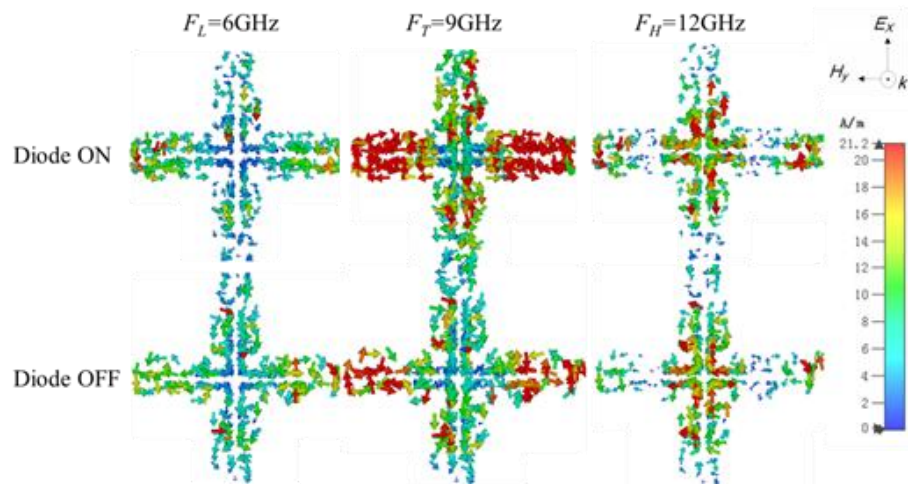 F_L=6GHz
F_T=9GHz
F_H=12GHz
E_X
H_y
k
Diode ON
Diode OFF
A/m
21.2
20
18
16
14
12
10
8
6
4
2
0